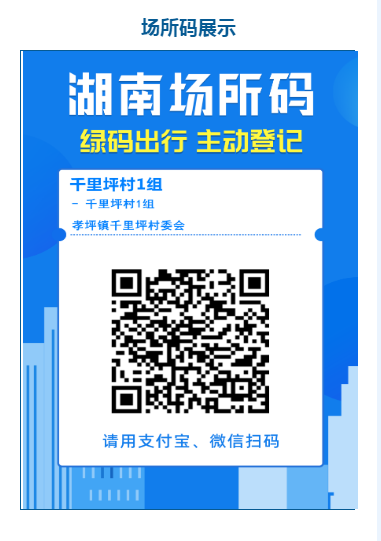 场所码展示
湖南场所码
绿码出行 主动登记
千里坪村1组
- 千里坪村1组
孝坪镇千里坪村委会
请用支付宝、微信扫码